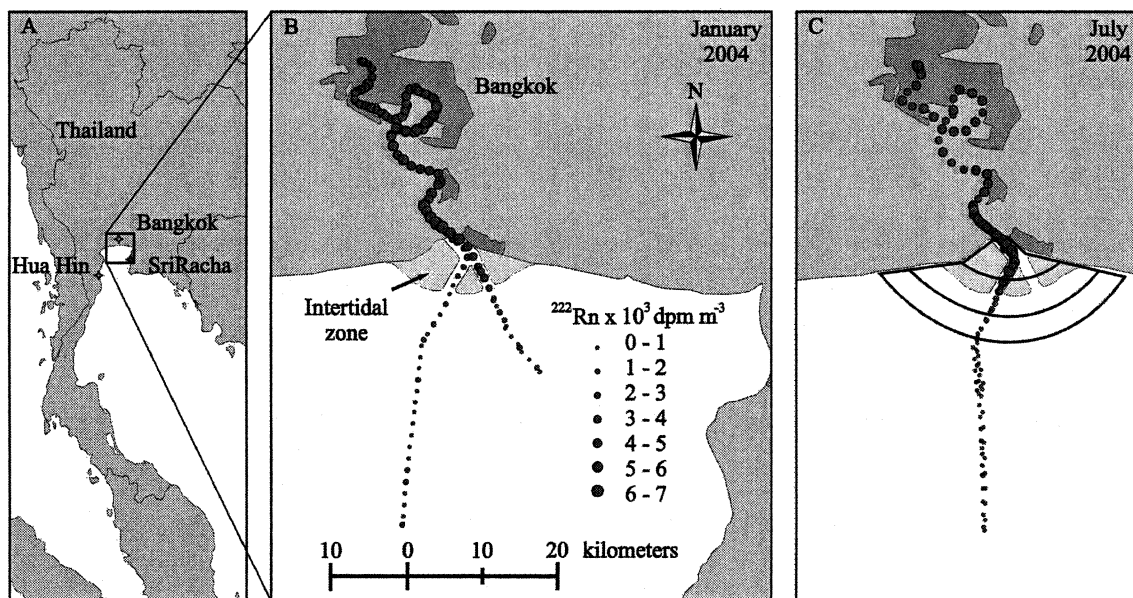 A
Thailand
Bangkok
Hua Hin
SriRacha
B
January
2004
Bangkok
N
Intertidal
zone
²²²Rn x 10³ dpm m⁻³
0 - 1
1 - 2
2 - 3
3 - 4
4 - 5
5 - 6
6 - 7
10 0 10 20 kilometers
C
July
2004